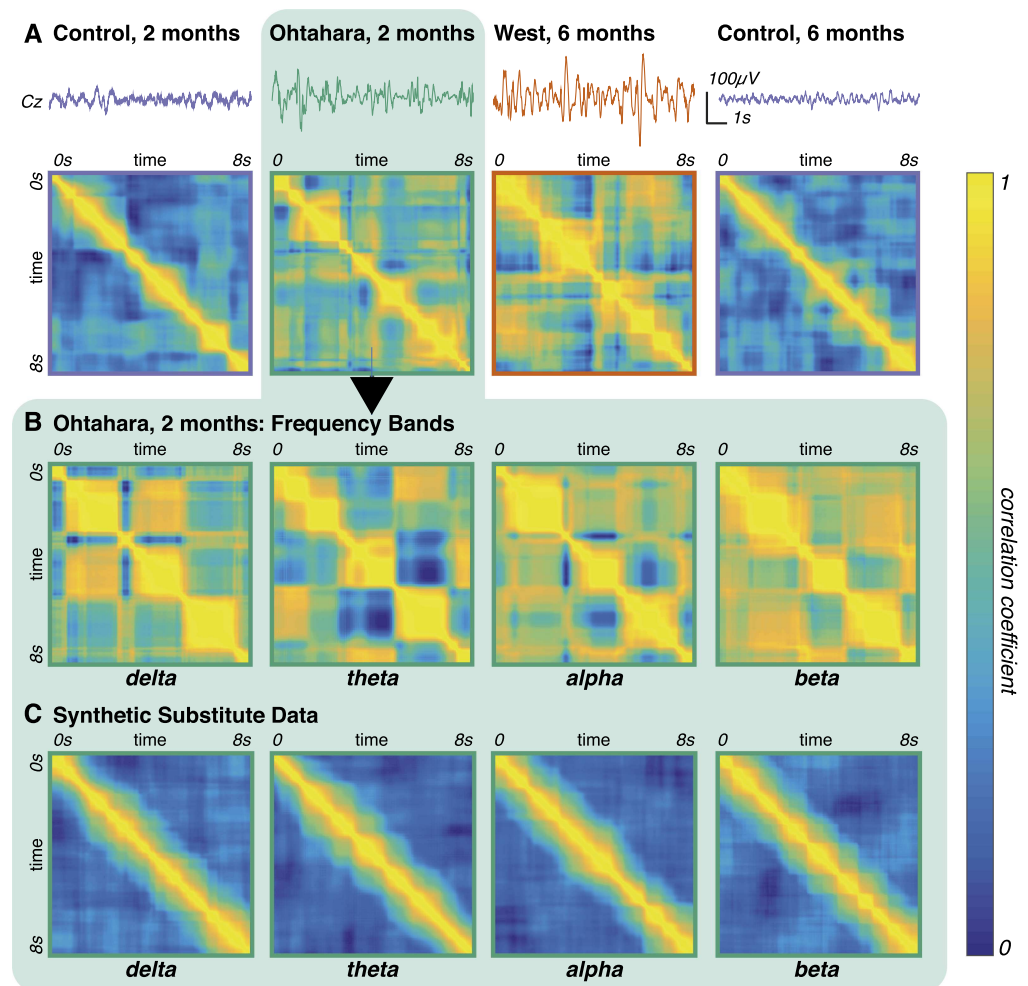 A Control, 2 months Ohtahara, 2 months West, 6 months Control, 6 months
Cz 100μV
1s
0s time 8s 0 time 8s 0 time 8s 0 time 8s
0s time 8s
1
B Ohtahara, 2 months: Frequency Bands
0s time 8s 0 time 8s 0 time 8s 0 time 8s
0s time 8s
delta theta alpha beta
correlation coefficient
C Synthetic Substitute Data
0s time 8s 0 time 8s 0 time 8s 0 time 8s
0s time 8s
0
delta theta alpha beta